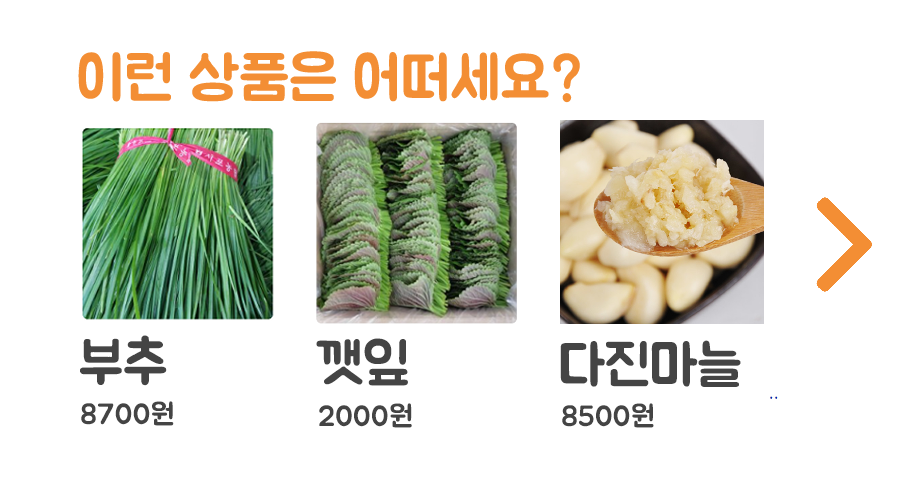 이런 상품은 어떠세요?
부추
8700원
깻잎
2000원
다진마늘
8500원